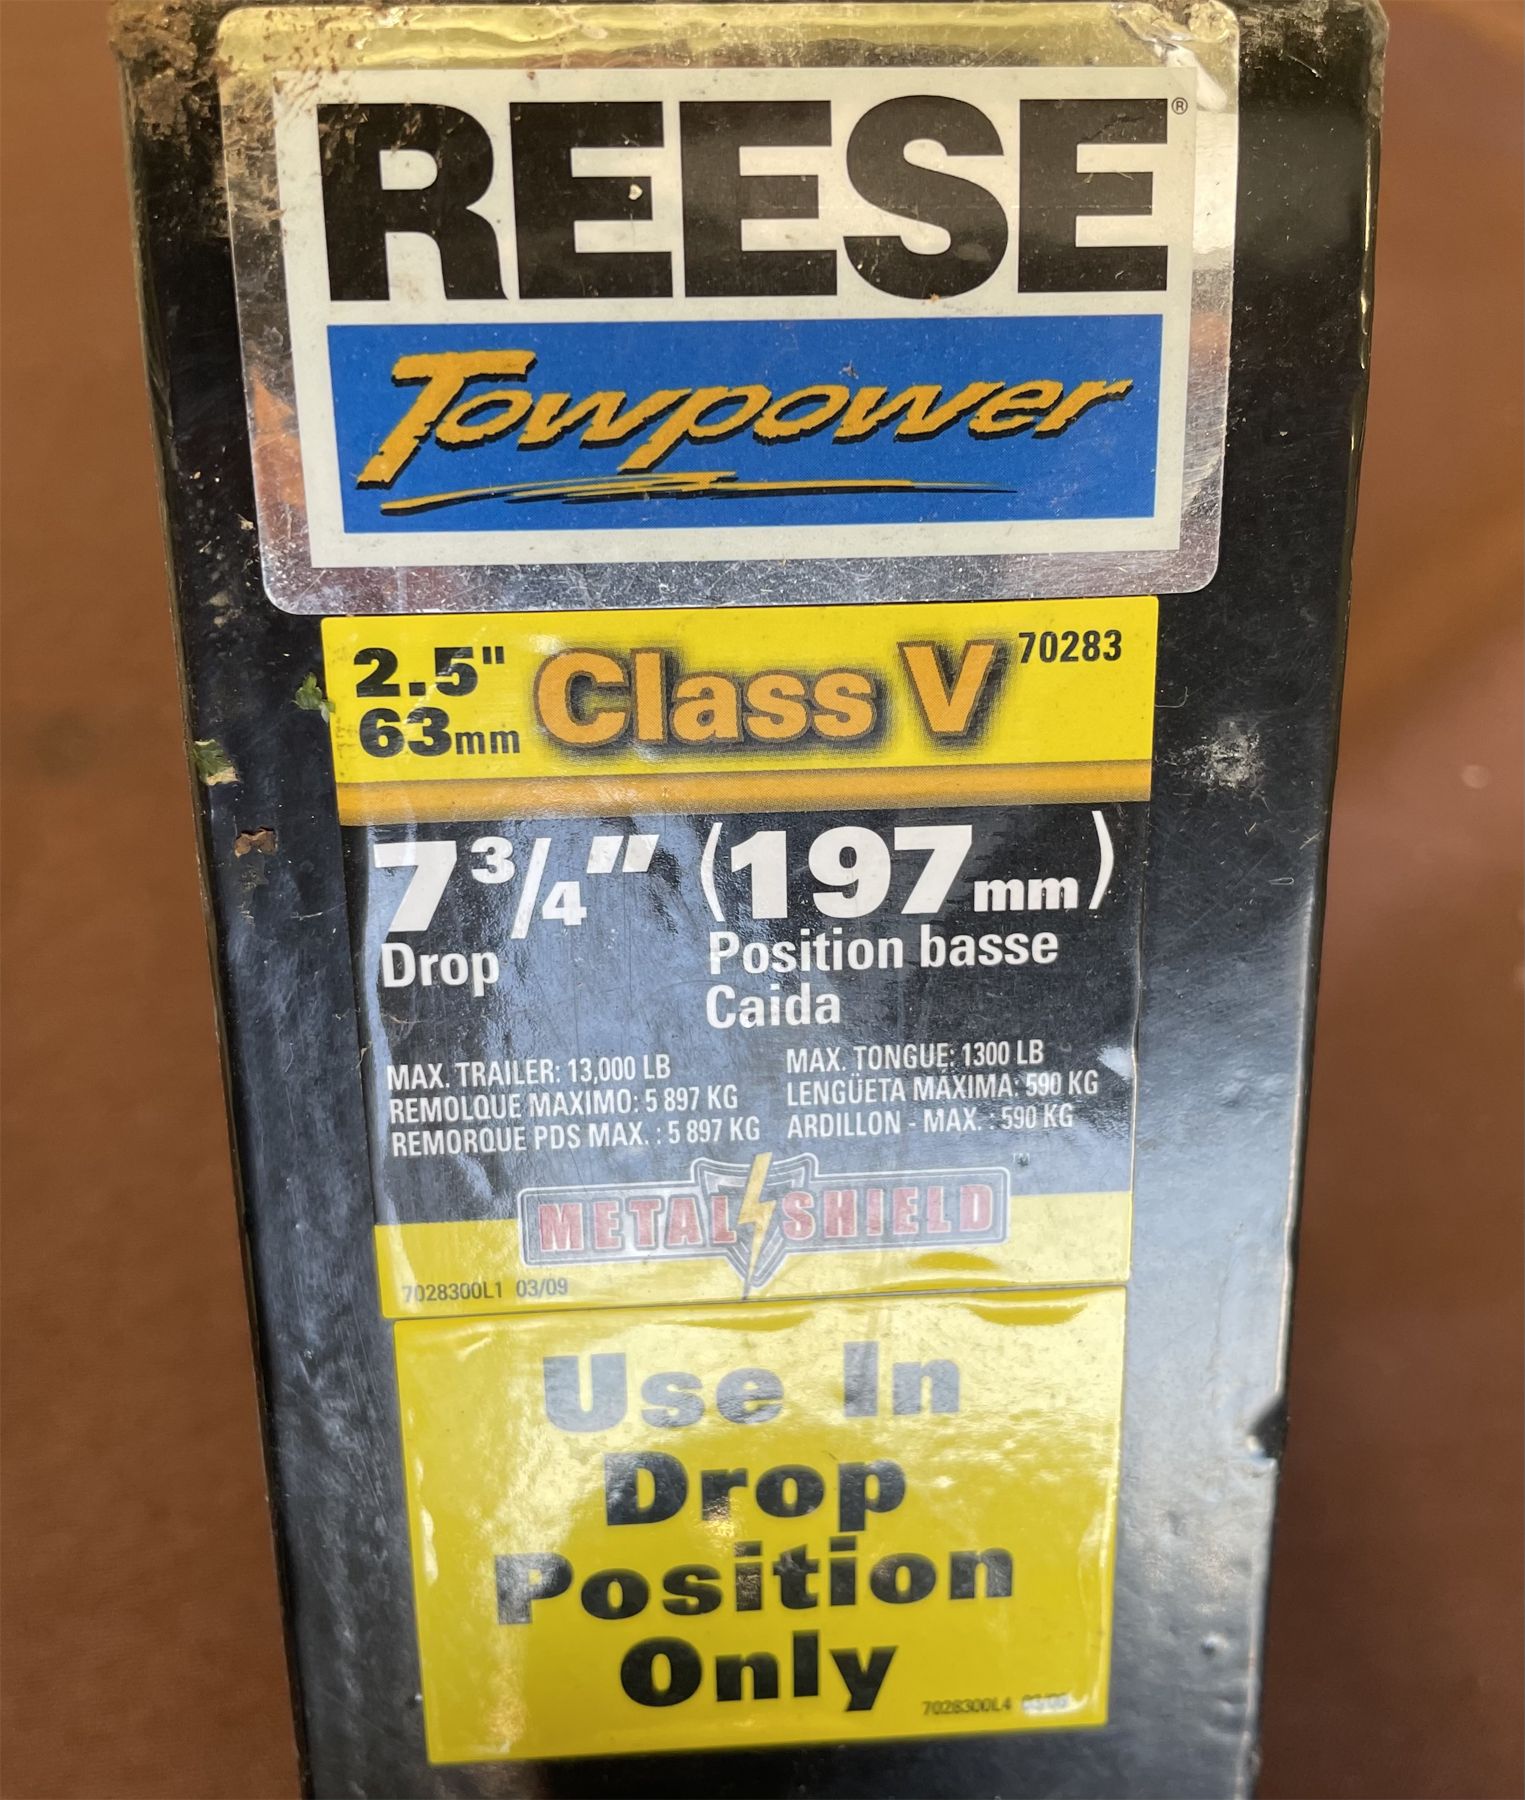 REESE®
Towpower
2.5" Class V 70283
63mm
7 3/4" (197mm)
Drop Position basse
Caida
MAX. TRAILER: 13,000 LB MAX. TONGUE: 1300 LB
REMOLQUE MAXIMO: 5 897 KG LENGÜETA MÁXIMA: 590 KG
REMORQUE PDS MAX. : 5 897 KG ARDILLON - MAX. : 590 KG
METAL SHIELD™
7028300L1 03/09
Use In
Drop
Position
Only
7028300L4